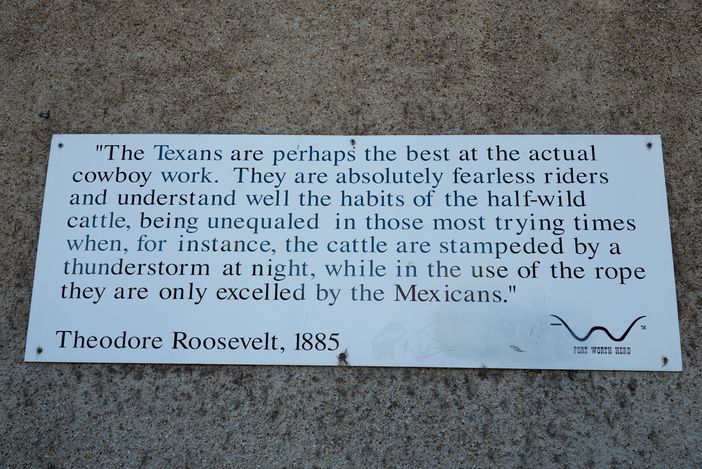 "The Texans are perhaps the best at the actual
cowboy work. They are absolutely fearless riders
and understand well the habits of the half-wild
cattle, being unequaled in those most trying times
when, for instance, the cattle are stampeded by a
thunderstorm at night, while in the use of the rope
they are only excelled by the Mexicans."
Theodore Roosevelt, 1885
TM
FORT WORTH HERD